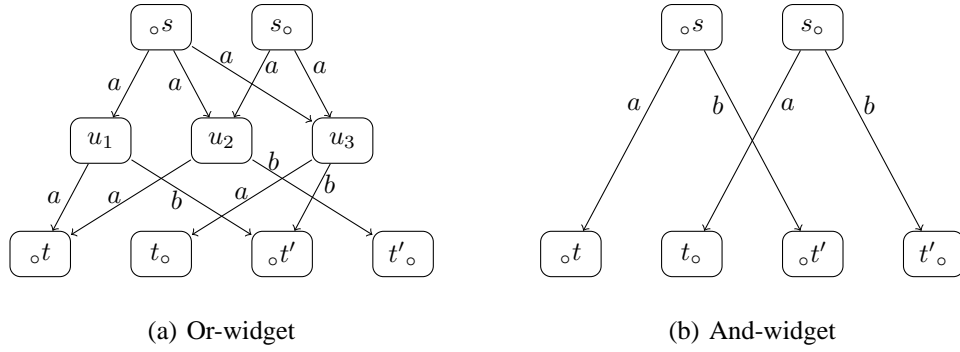 ∘s s∘ ∘s s∘
a a a a a
a b a b
u₁ u₂ u₃
a a b a b b
∘t t∘ ∘t′ t′∘ ∘t t∘ ∘t′ t′∘
(a) Or-widget (b) And-widget